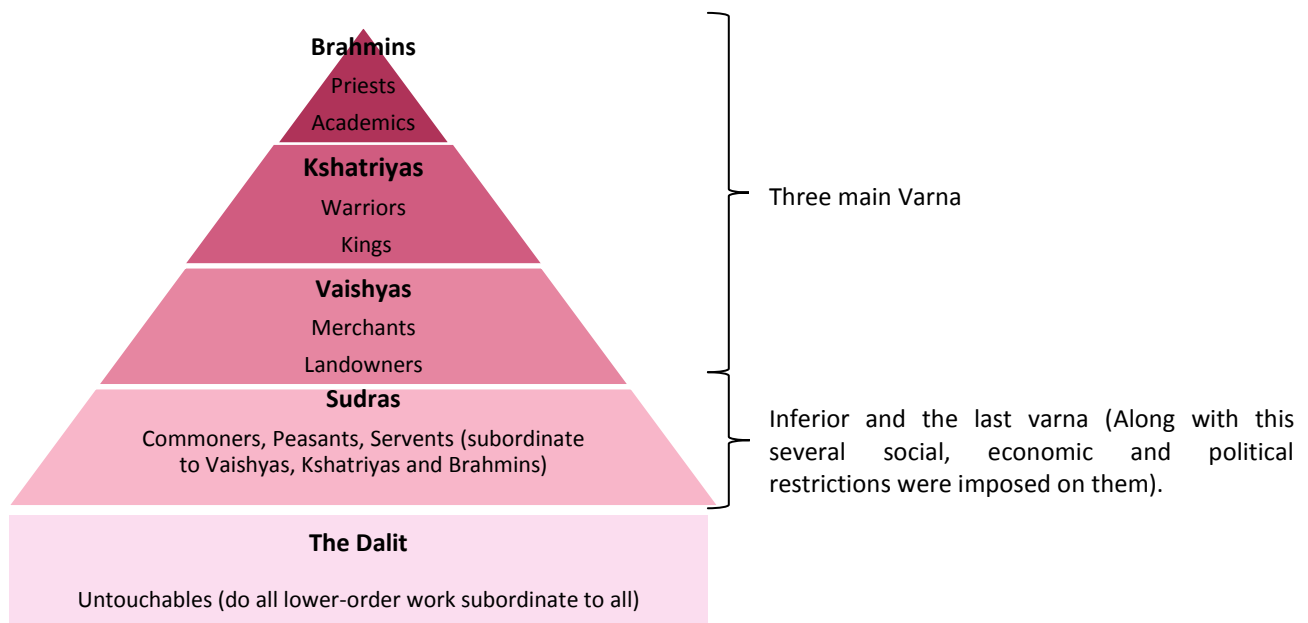 Brahmins
Priests
Academics
Kshatriyas
Warriors
Kings
Vaishyas
Merchants
Landowners
Three main Varna
Sudras
Commoners, Peasants, Servents (subordinate
to Vaishyas, Kshatriyas and Brahmins)
Inferior and the last varna (Along with this
several social, economic and political
restrictions were imposed on them).
The Dalit
Untouchables (do all lower-order work subordinate to all)